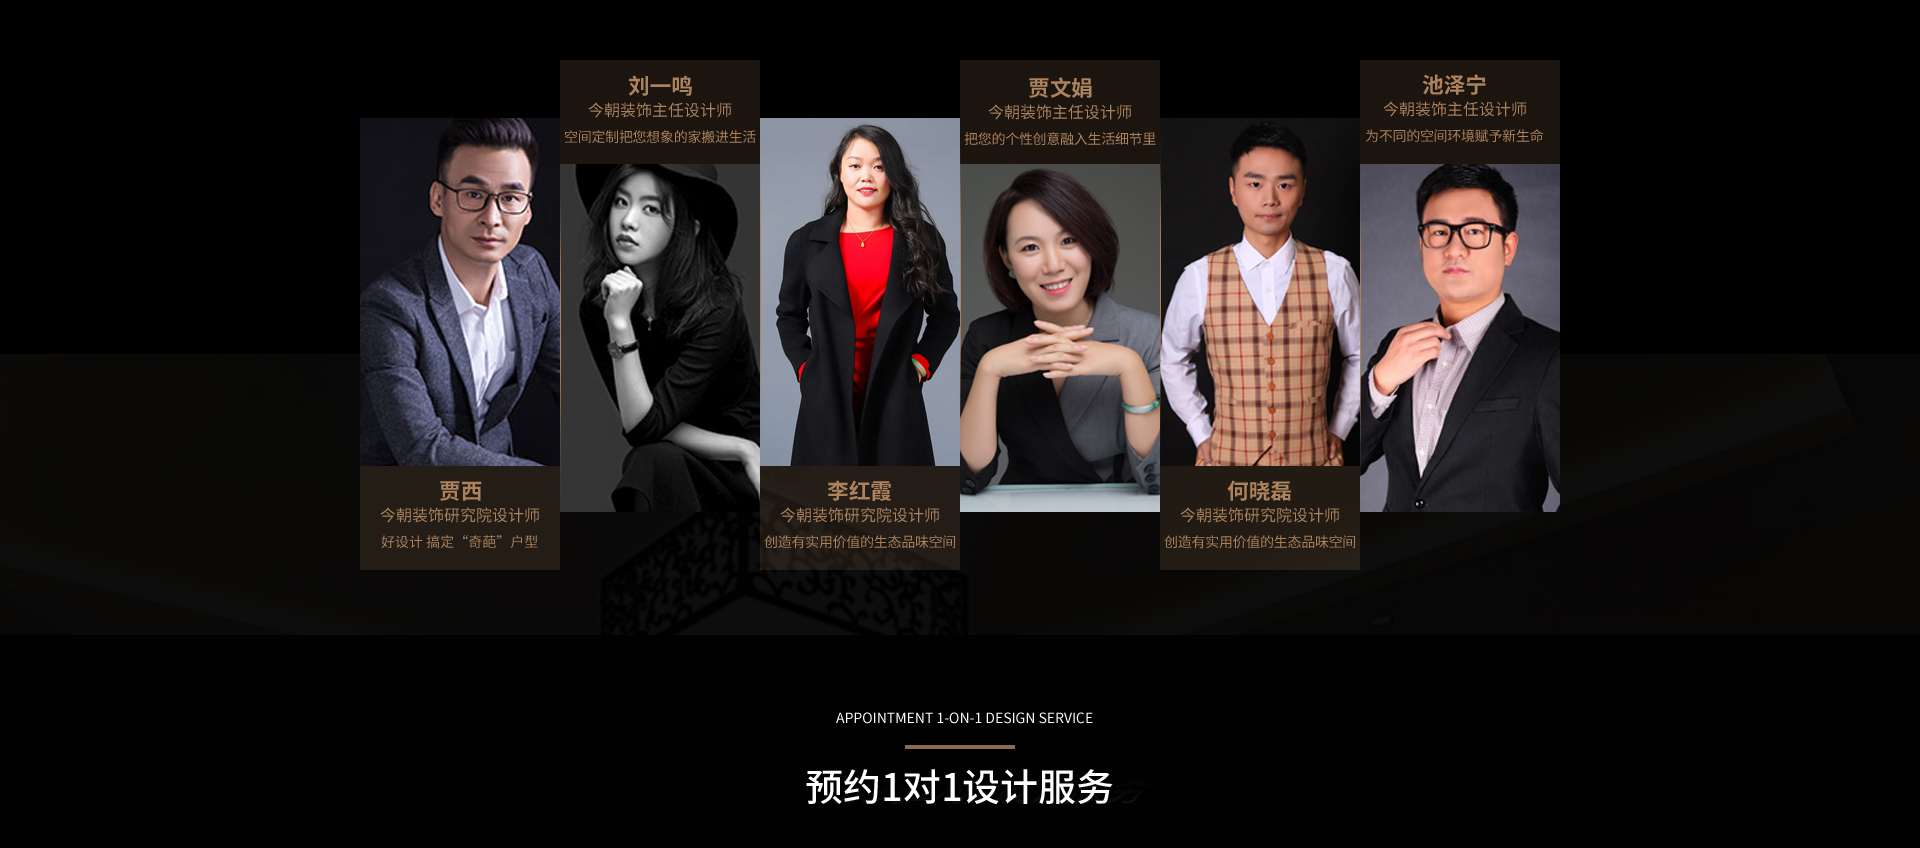 刘一鸣
今朝装饰主任设计师
空间定制把您想象的家搬进生活
贾文娟
今朝装饰主任设计师
把您的个性创意融入生活细节里
池泽宁
今朝装饰主任设计师
为不同的空间环境赋予新生命
贾西
今朝装饰研究院设计师
好设计 搞定“奇葩”户型
李红霞
今朝装饰研究院设计师
创造有实用价值的生态品味空间
何晓磊
今朝装饰研究院设计师
创造有实用价值的生态品味空间
APPOINTMENT 1-ON-1 DESIGN SERVICE
预约1对1设计服务